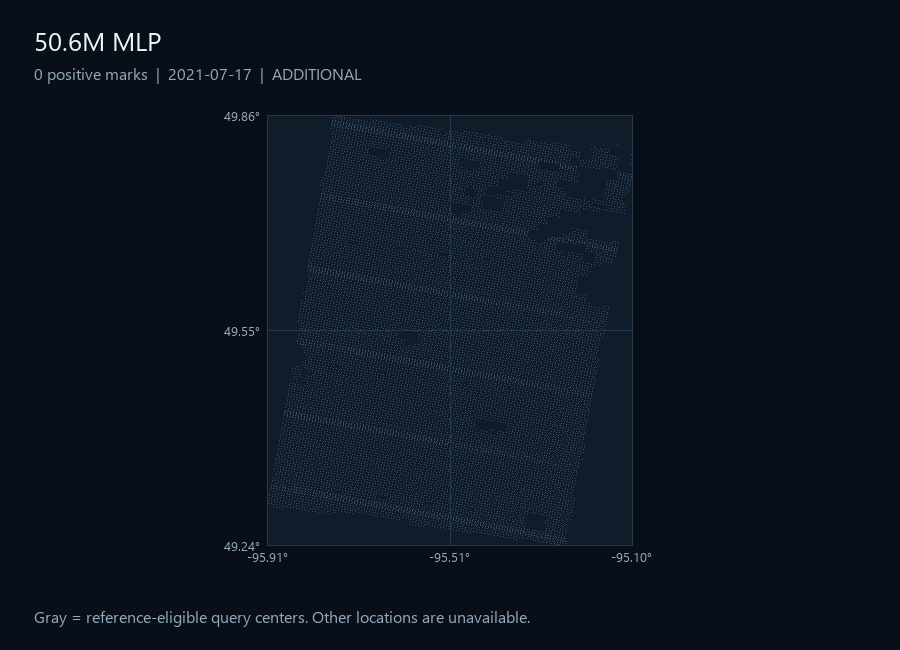 50.6M MLP
0 positive marks | 2021-07-17 | ADDITIONAL
49.86°
49.55°
49.24°
-95.91°
-95.51°
-95.10°
Gray = reference-eligible query centers. Other locations are unavailable.